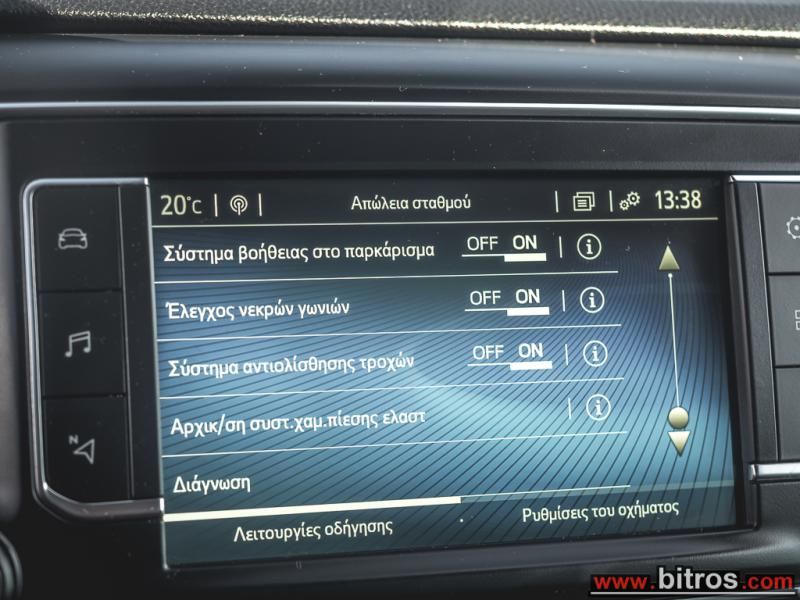 20°C Απώλεια σταθμού 13:38
Σύστημα βοήθειας στο παρκάρισμα OFF ON i
Έλεγχος νεκρών γωνιών OFF ON i
Σύστημα αντιολίσθησης τροχών OFF ON i
Αρχικ/ση συστ.χαμ.πίεσης ελαστ i
Διάγνωση
Λειτουργίες οδήγησης Ρυθμίσεις του οχήματος
N
www.bitros.com